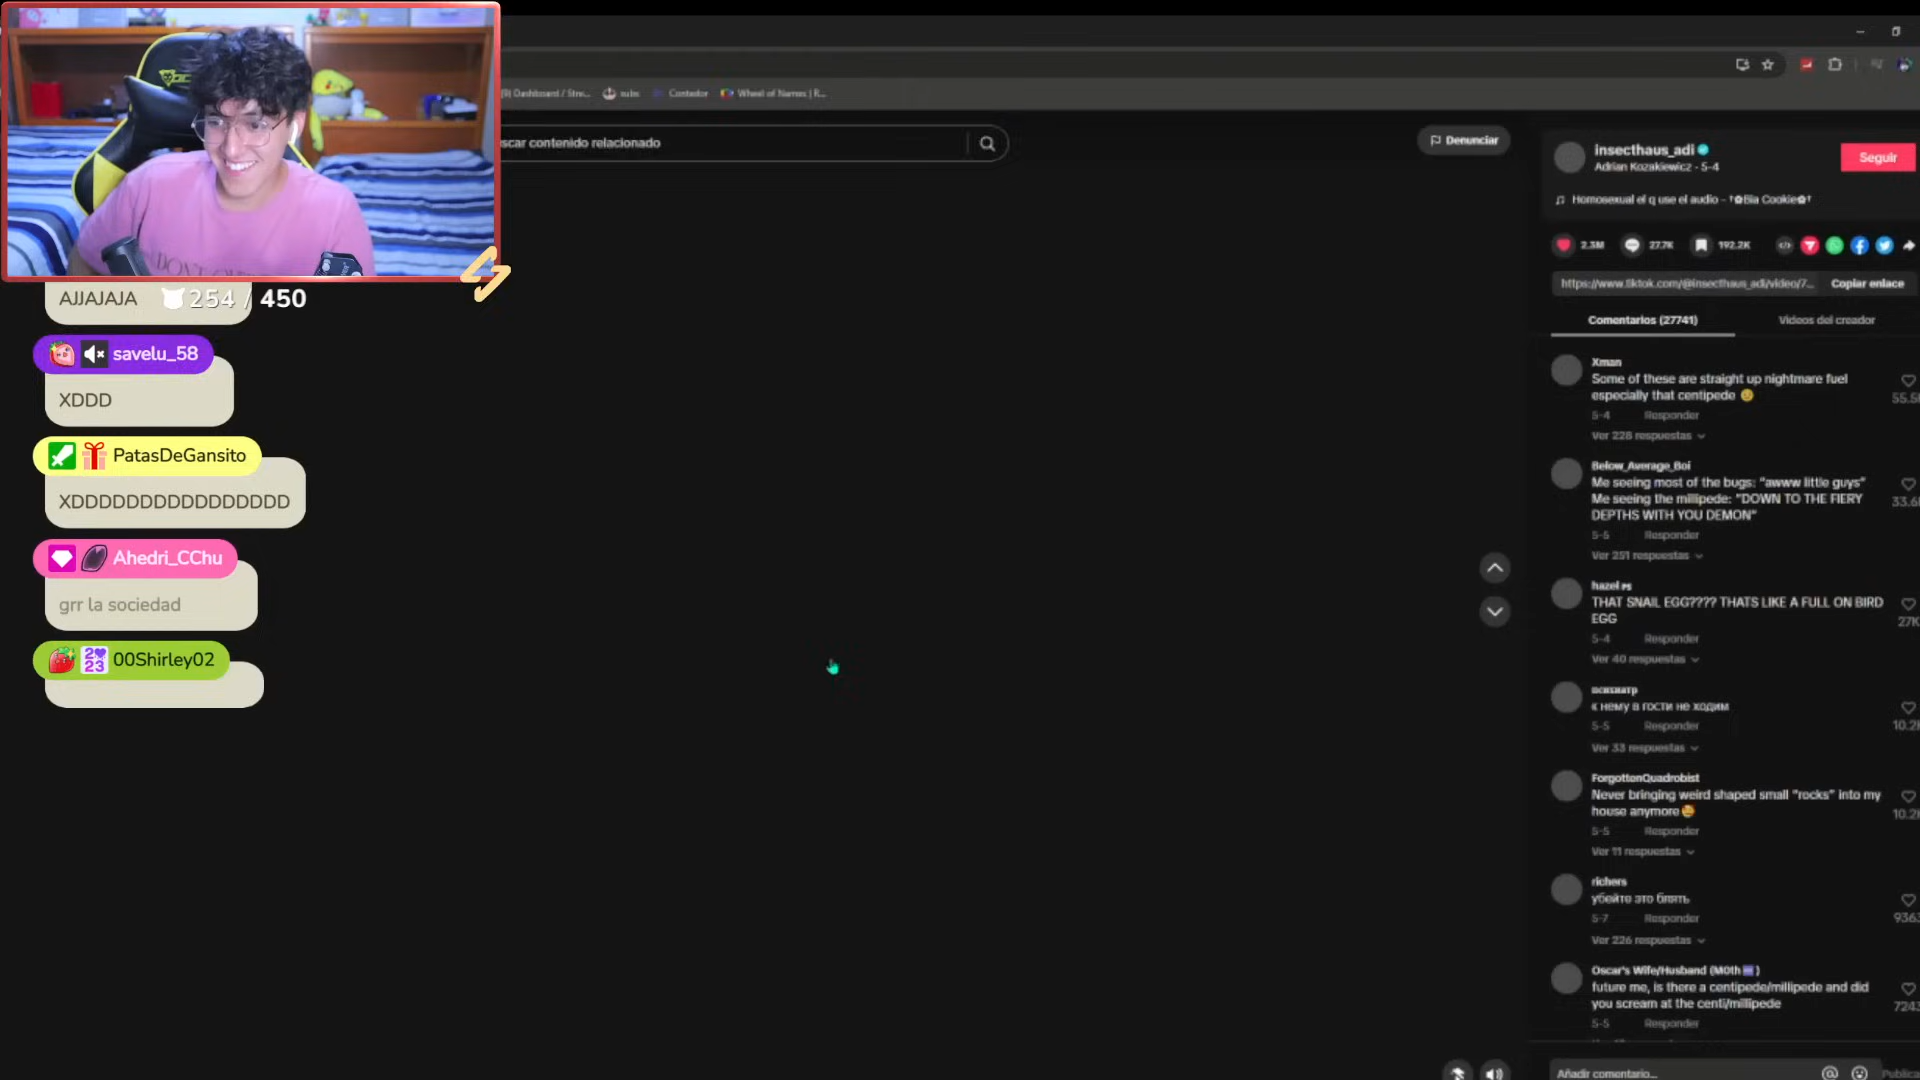 (9) Dashboard / Stre...
subs
Contador
Wheel of Names | R...
scar contenido relacionado
Denunciar
insecthaus_adi
Adrian Kozakiewicz · 5-4
Seguir
Homosexual el q use el audio - †✿Bia Cookie✿†
2.3M
27.7K
192.2K
https://www.tiktok.com/@insecthaus_adi/video/7...
Copiar enlace
Comentarios (27741)
Videos del creador
Xman
Some of these are straight up nightmare fuel
especially that centipede 😥
5-4
Responder
Ver 228 respuestas
Below_Average_Boi
Me seeing most of the bugs: "awww little guys"
Me seeing the millipede: "DOWN TO THE FIERY
DEPTHS WITH YOU DEMON"
33.6
5-5
Responder
Ver 251 respuestas
THAT SNAIL EGG???? THATS LIKE A FULL ON BIRD
EGG
27K
5-4
Responder
Ver 40 respuestas
психиатр
к нему в гости не ходим
10.2
5-5
Responder
Ver 33 respuestas
ForgottenQuadrobist
Never bringing weird shaped small "rocks" into my
house anymore
10.2
5-5
Responder
Ver 11 respuestas
richers
убейте это блять
9363
5-7
Responder
Ver 226 respuestas
Oscar's Wife/Husband (M0th )
future me, is there a centipede/millipede and did
you scream at the centi/millipede
7243
5-5
Responder
Añadir comentario...
Publica
AJJAJAJA
254 / 450
savelu_58
XDDD
PatasDeGansito
XDDDDDDDDDDDDDDDD
Ahedri_CChu
grr la sociedad
2023
00Shirley02